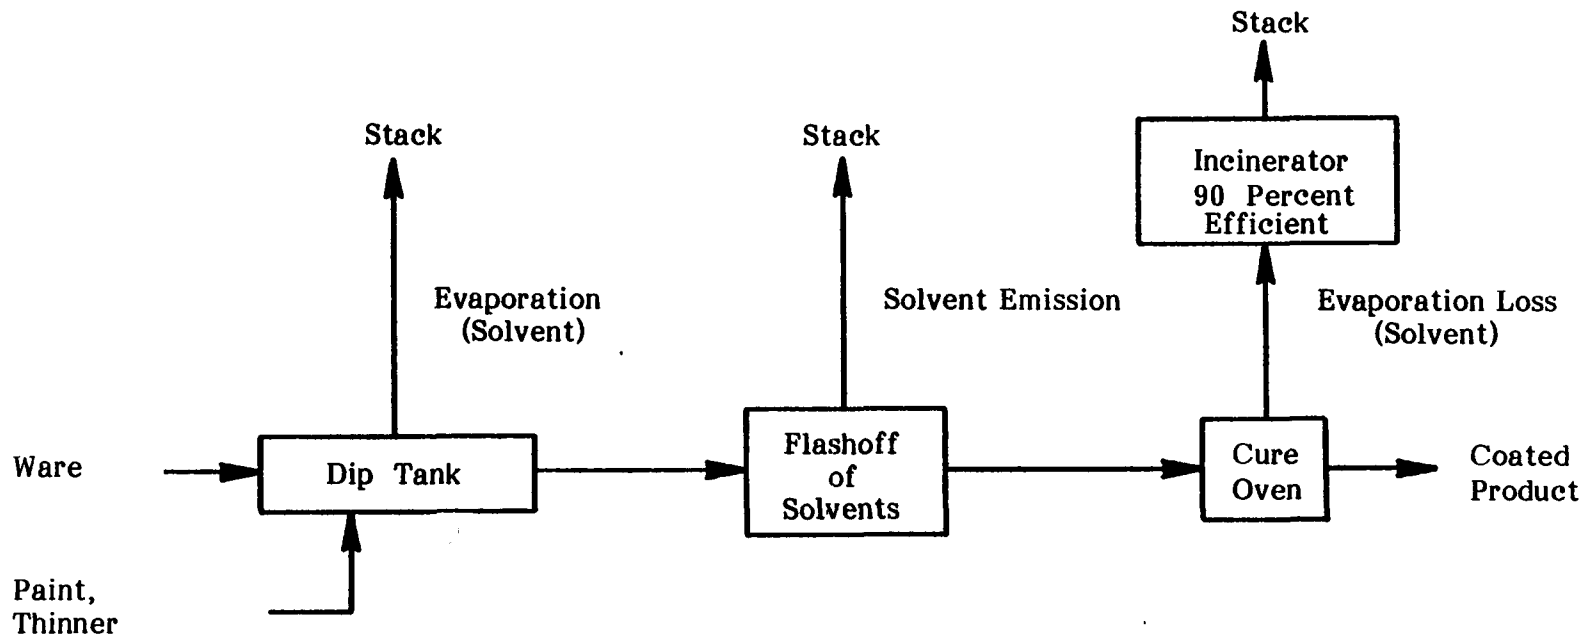 Stack
Incinerator
90 Percent
Efficient
Stack
Stack
Evaporation
(Solvent)
Solvent Emission
Evaporation Loss
(Solvent)
Ware
Dip Tank
Flashoff
of
Solvents
Cure
Oven
Coated
Product
Paint,
Thinner